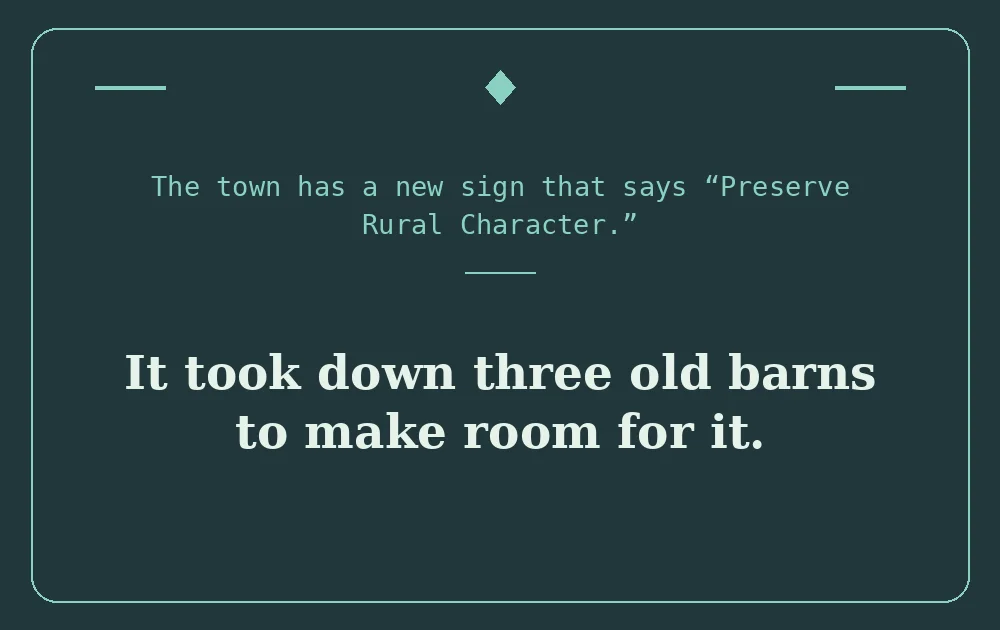 The town has a new sign that says “Preserve
Rural Character.”
It took down three old barns
to make room for it.